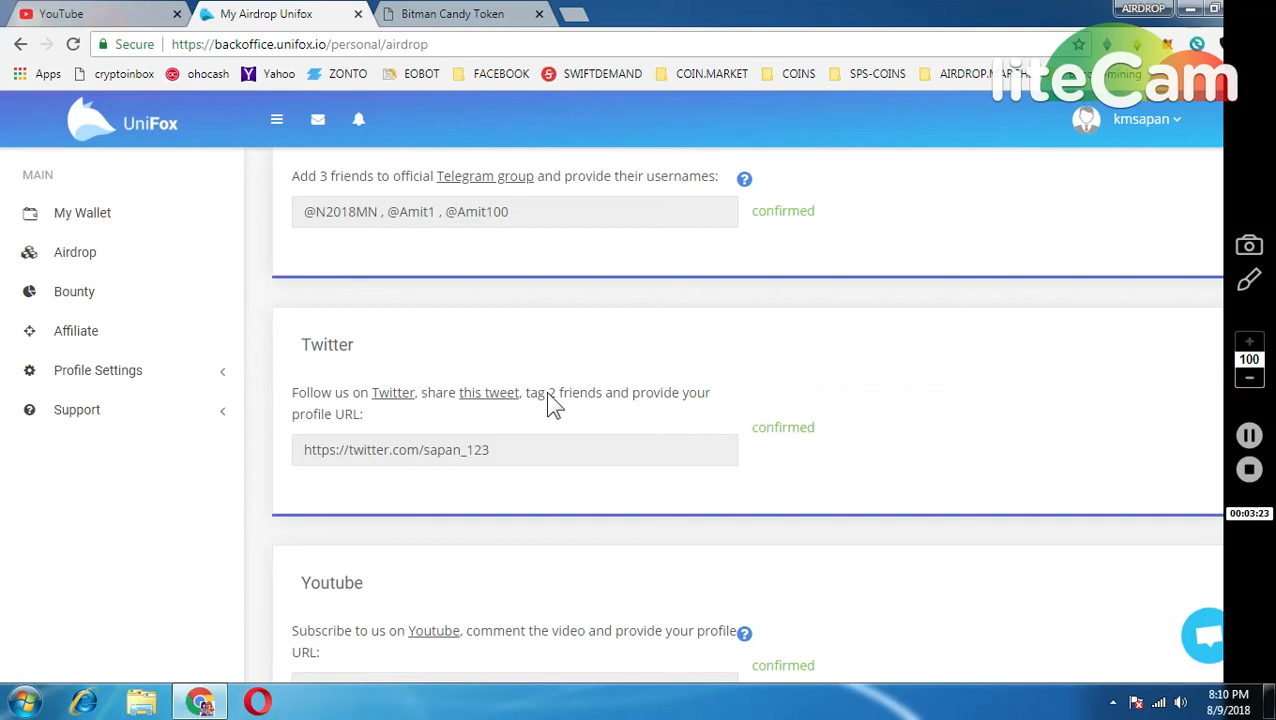 YouTube
My Airdrop Unifox
Bitman Candy Token
AIRDROP
Secure
https://backoffice.unifox.io/personal/airdrop
Apps
cryptoinbox
ohocash
Yahoo
ZONTO
EOBOT
FACEBOOK
SWIFTDEMAND
COIN.MARKET
COINS
SPS-COINS
mining
liteCam
UniFox
kmsapan
MAIN
My Wallet
Airdrop
Bounty
Affiliate
Profile Settings
Support
Add 3 friends to official Telegram group and provide their usernames:
@N2018MN , @Amit1 , @Amit100
confirmed
Twitter
Follow us on Twitter, share this tweet, tag friends and provide your
profile URL:
https://twitter.com/sapan_123
confirmed
Youtube
Subscribe to us on Youtube, comment the video and provide your profile
URL:
confirmed
100
00:03:23
8:10 PM
8/9/2018